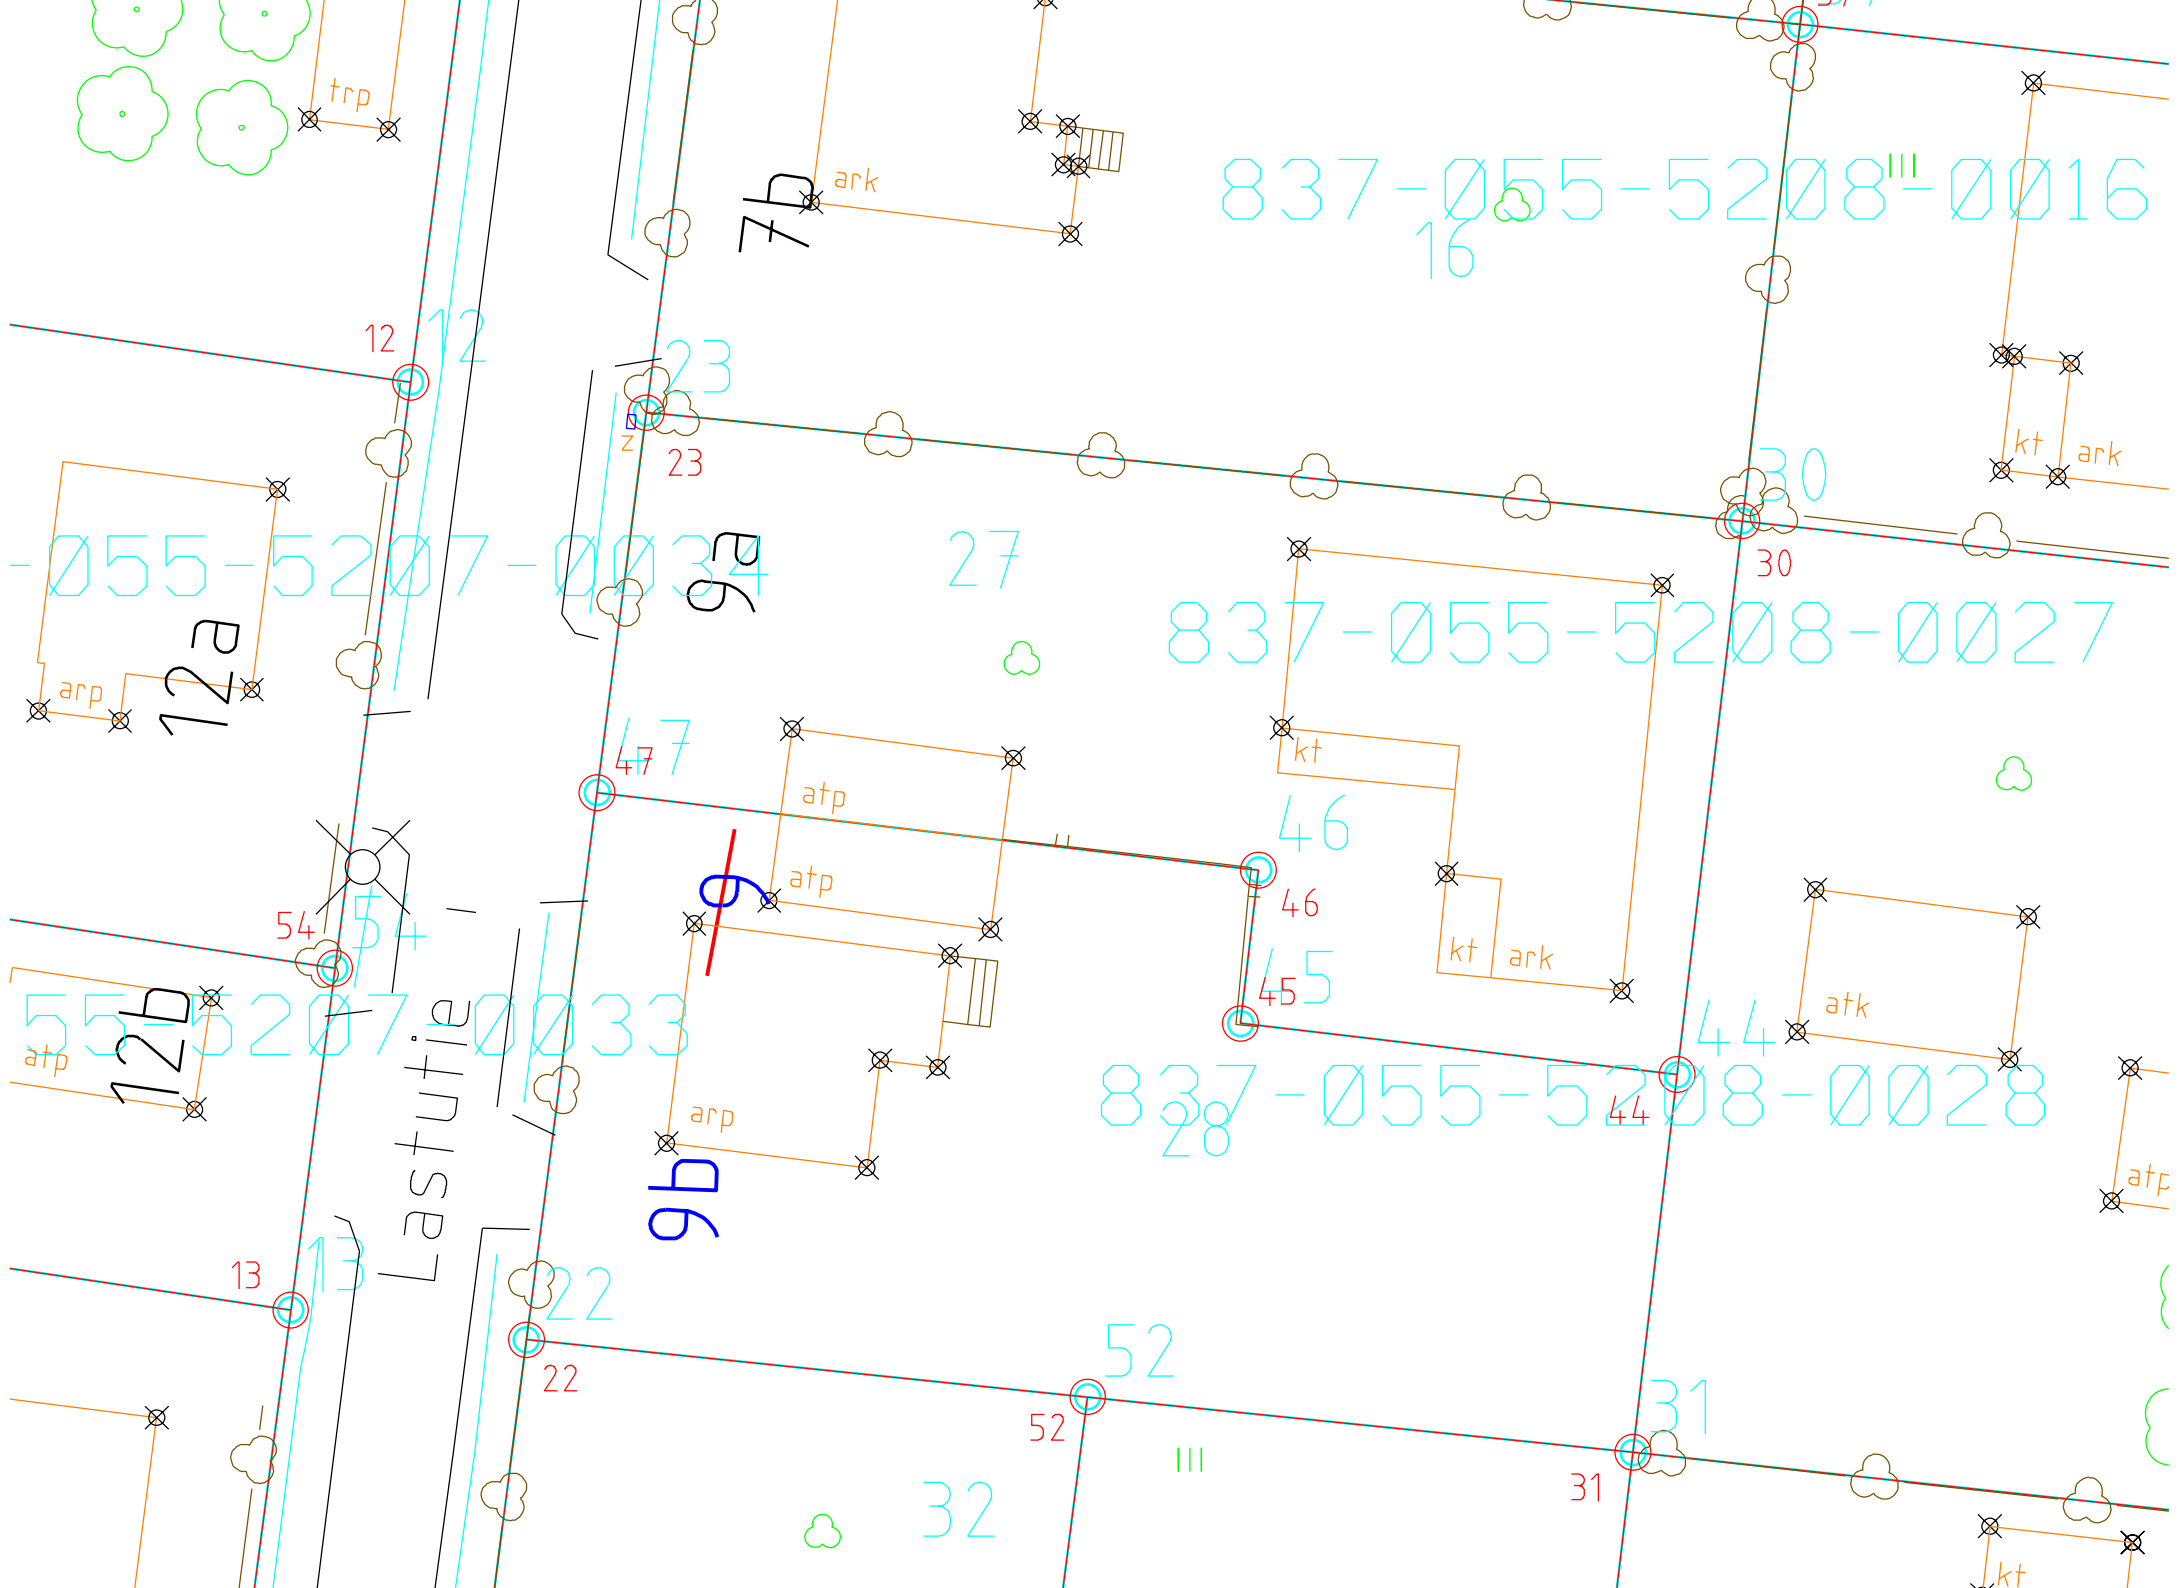 trp
ark
7b
837-055-5208-0016
16
12
12
23
z
23
30
kt
ark
30
-055-5207-0034
9a
27
837-055-5208-0027
12a
arp
47
47
kt
atp
46
9
atp
46
54
54
kt
ark
45
45
atk
44
55-5207-0033
12b
atp
Lastutie
837-055-5208-0028
44
28
arp
9b
atp
13
13
22
22
52
52
31
31
32
kt